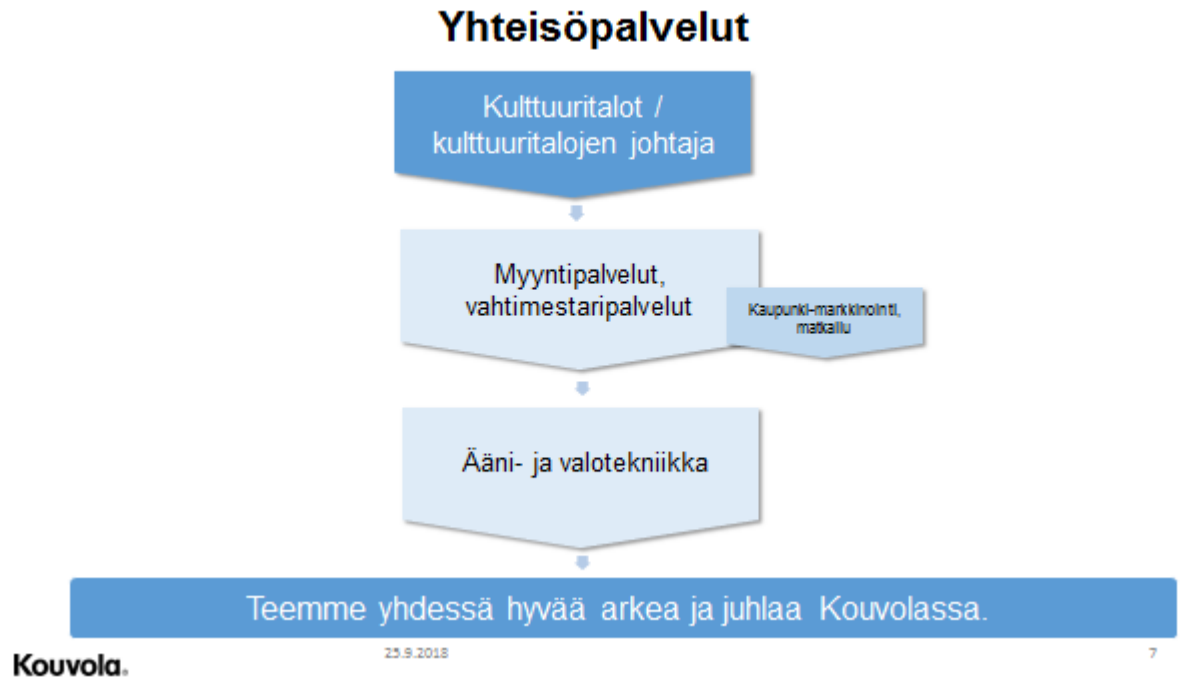 Yhteisöpalvelut
Kulttuuritalot /
kulttuuritalojen johtaja
Myyntipalvelut,
vahtimestaripalvelut
Kaupunki-markkinointi,
matkailu
Ääni- ja valotekniikka
Teemme yhdessä hyvää arkea ja juhlaa Kouvolassa.
Kouvola.
25.9.2018
7